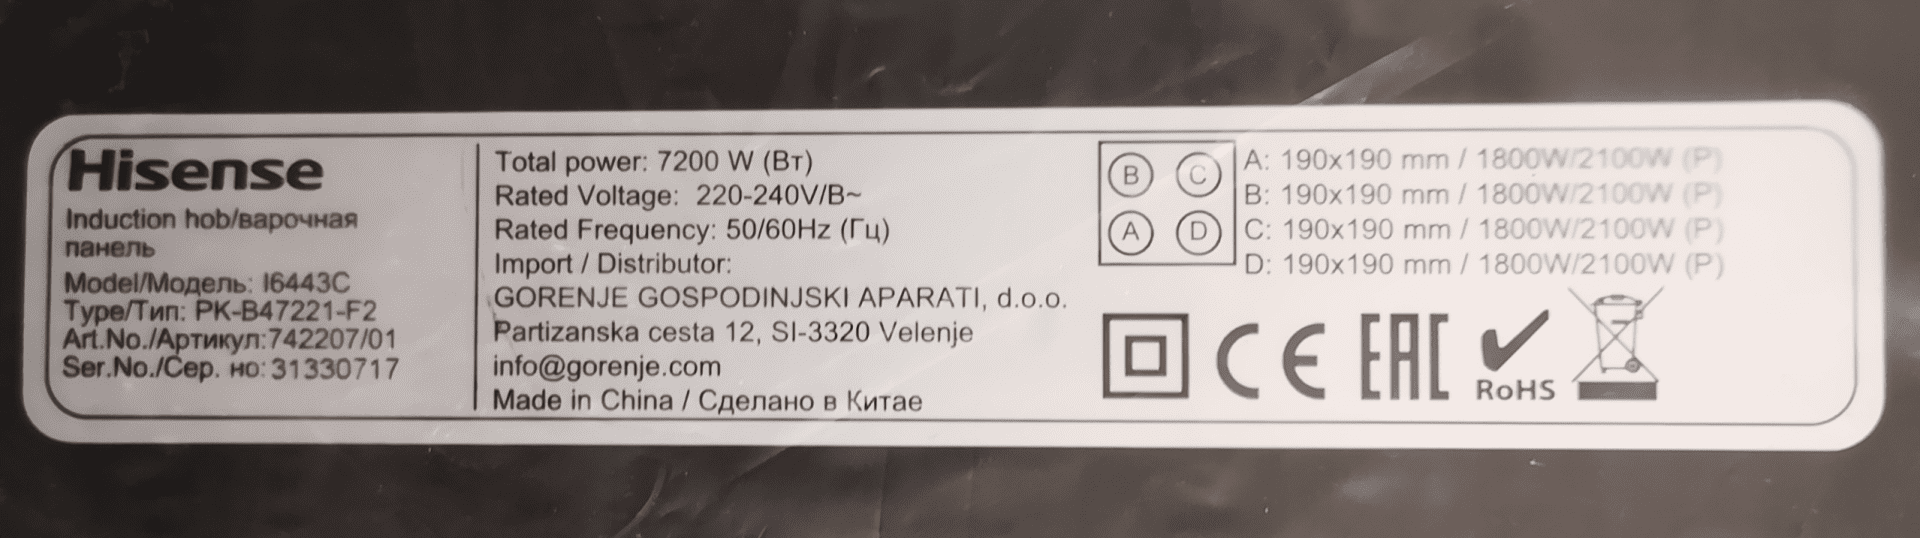 Hisense
Induction hob/варочная
панель
Model/Модель: I6443C
Type/Тип: PK-B47221-F2
Art.No./Артикул:742207/01
Ser.No./Сер. но: 31330717
Total power: 7200 W (Вт)
Rated Voltage: 220-240V/В~
Rated Frequency: 50/60Hz (Гц)
Import / Distributor:
GORENJE GOSPODINJSKI APARATI, d.o.o.
Partizanska cesta 12, SI-3320 Velenje
info@gorenje.com
Made in China / Сделано в Китае
B C
A D
A: 190x190 mm / 1800W/2100W (P)
B: 190x190 mm / 1800W/2100W (P)
C: 190x190 mm / 1800W/2100W (P)
D: 190x190 mm / 1800W/2100W (P)
CE EAC
RoHS